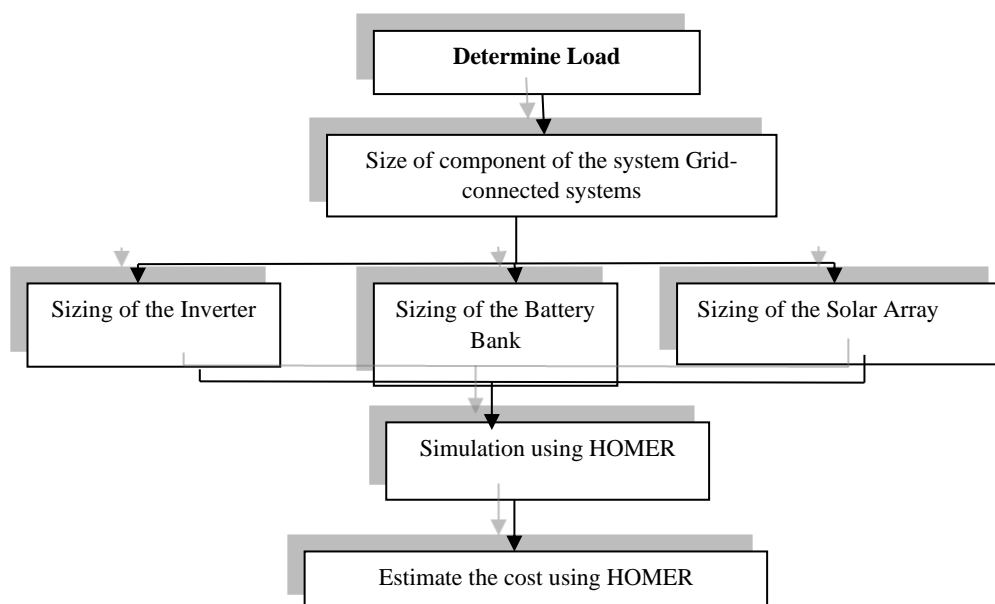 Determine Load
Size of component of the system Grid-
connected systems
Sizing of the Inverter
Sizing of the Battery
Bank
Sizing of the Solar Array
Simulation using HOMER
Estimate the cost using HOMER